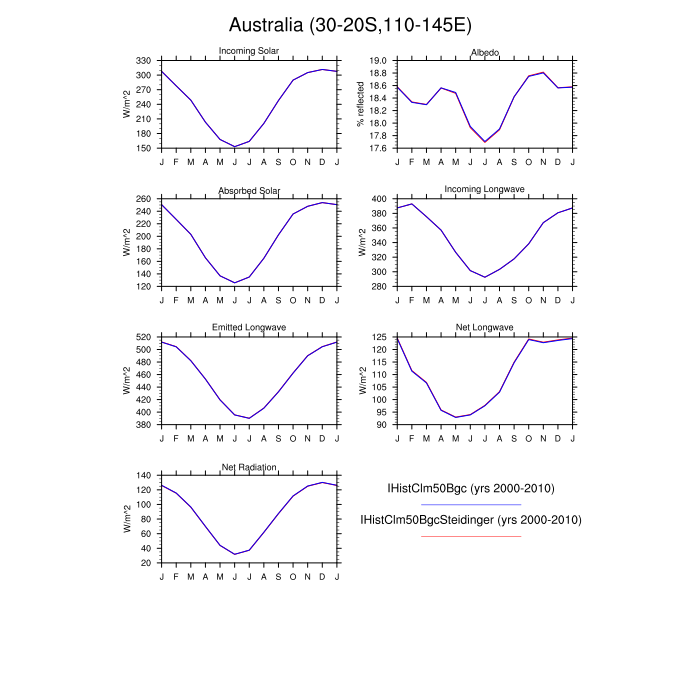 Australia (30-20S,110-145E)
Incoming Solar
W/m^2
330
300
270
240
210
180
150
J F M A M J J A S O N D J
Albedo
% reflected
19.0
18.8
18.6
18.4
18.2
18.0
17.8
17.6
J F M A M J J A S O N D J
Absorbed Solar
W/m^2
260
240
220
200
180
160
140
120
J F M A M J J A S O N D J
Incoming Longwave
W/m^2
400
380
360
340
320
300
280
J F M A M J J A S O N D J
Emitted Longwave
W/m^2
520
500
480
460
440
420
400
380
J F M A M J J A S O N D J
Net Longwave
W/m^2
125
120
115
110
105
100
95
90
J F M A M J J A S O N D J
Net Radiation
W/m^2
140
120
100
80
60
40
20
J F M A M J J A S O N D J
IHistClm50Bgc (yrs 2000-2010)
IHistClm50BgcSteidinger (yrs 2000-2010)